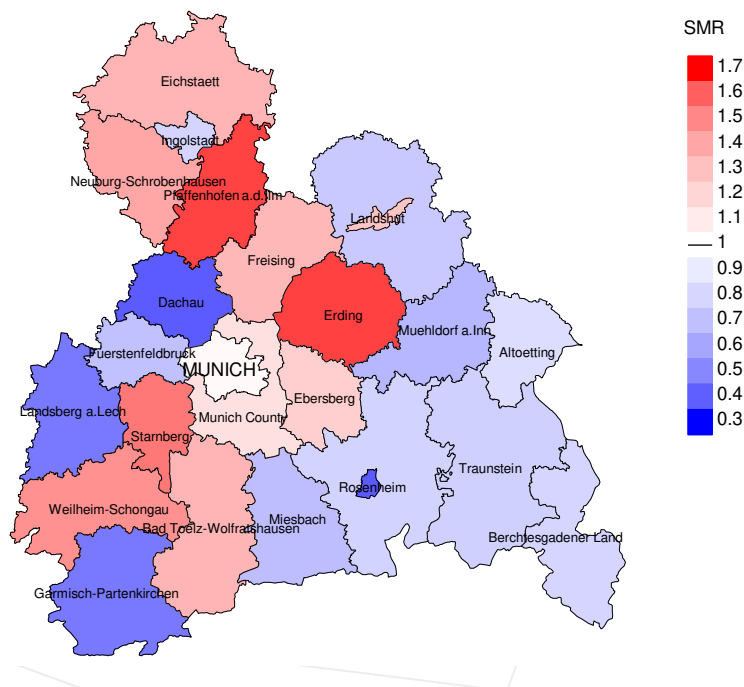 SMR
1.7
1.6
1.5
1.4
1.3
1.2
1.1
1
0.9
0.8
0.7
0.6
0.5
0.4
0.3
Eichstaett
Ingolstadt
Neuburg-Schrobenhausen
Pfaffenhofen a.d.Ilm
Landshut
Freising
Dachau
Erding
Muehldorf a.Inn
Fuerstenfeldbruck
Altoetting
MUNICH
Ebersberg
Landsberg a.Lech
Munich County
Starnberg
Traunstein
Rosenheim
Weilheim-Schongau
Miesbach
Bad Toelz-Wolfratshausen
Berchtesgadener Land
Garmisch-Partenkirchen